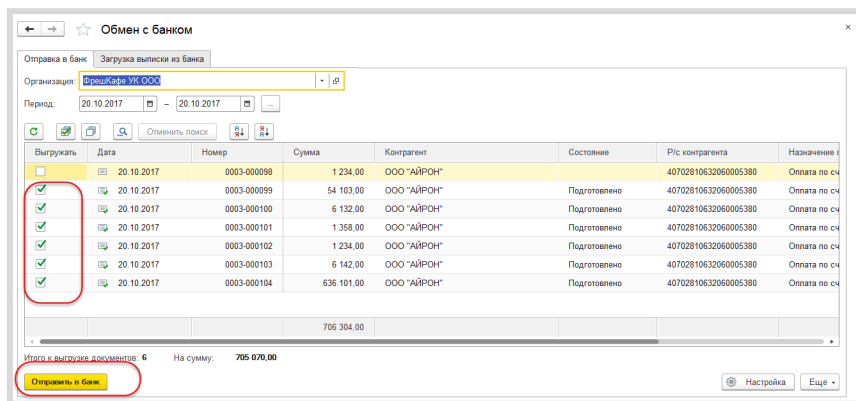 Обмен с банком
Отправка в банк Загрузка выписки из банка
Организация: ФрешКафе УК ООО
Период: 20.10.2017 – 20.10.2017 ...
Отменить поиск
Выгружать Дата Номер Сумма Контрагент Состояние Р/с контрагента Назначение
20.10.2017 0003-000098 1 234,00 ООО "АЙРОН" 40702810632060005380 Оплата по сч
20.10.2017 0003-000099 54 103,00 ООО "АЙРОН" Подготовлено 40702810632060005380 Оплата по сч
20.10.2017 0003-000100 6 132,00 ООО "АЙРОН" Подготовлено 40702810632060005380 Оплата по сч
20.10.2017 0003-000101 1 358,00 ООО "АЙРОН" Подготовлено 40702810632060005380 Оплата по сч
20.10.2017 0003-000102 1 234,00 ООО "АЙРОН" Подготовлено 40702810632060005380 Оплата по сч
20.10.2017 0003-000103 6 142,00 ООО "АЙРОН" Подготовлено 40702810632060005380 Оплата по сч
20.10.2017 0003-000104 636 101,00 ООО "АЙРОН" Подготовлено 40702810632060005380 Оплата по сч
706 304,00
Итого к выгрузке документов: 6 На сумму: 705 070,00
Отправить в банк Настройка Еще